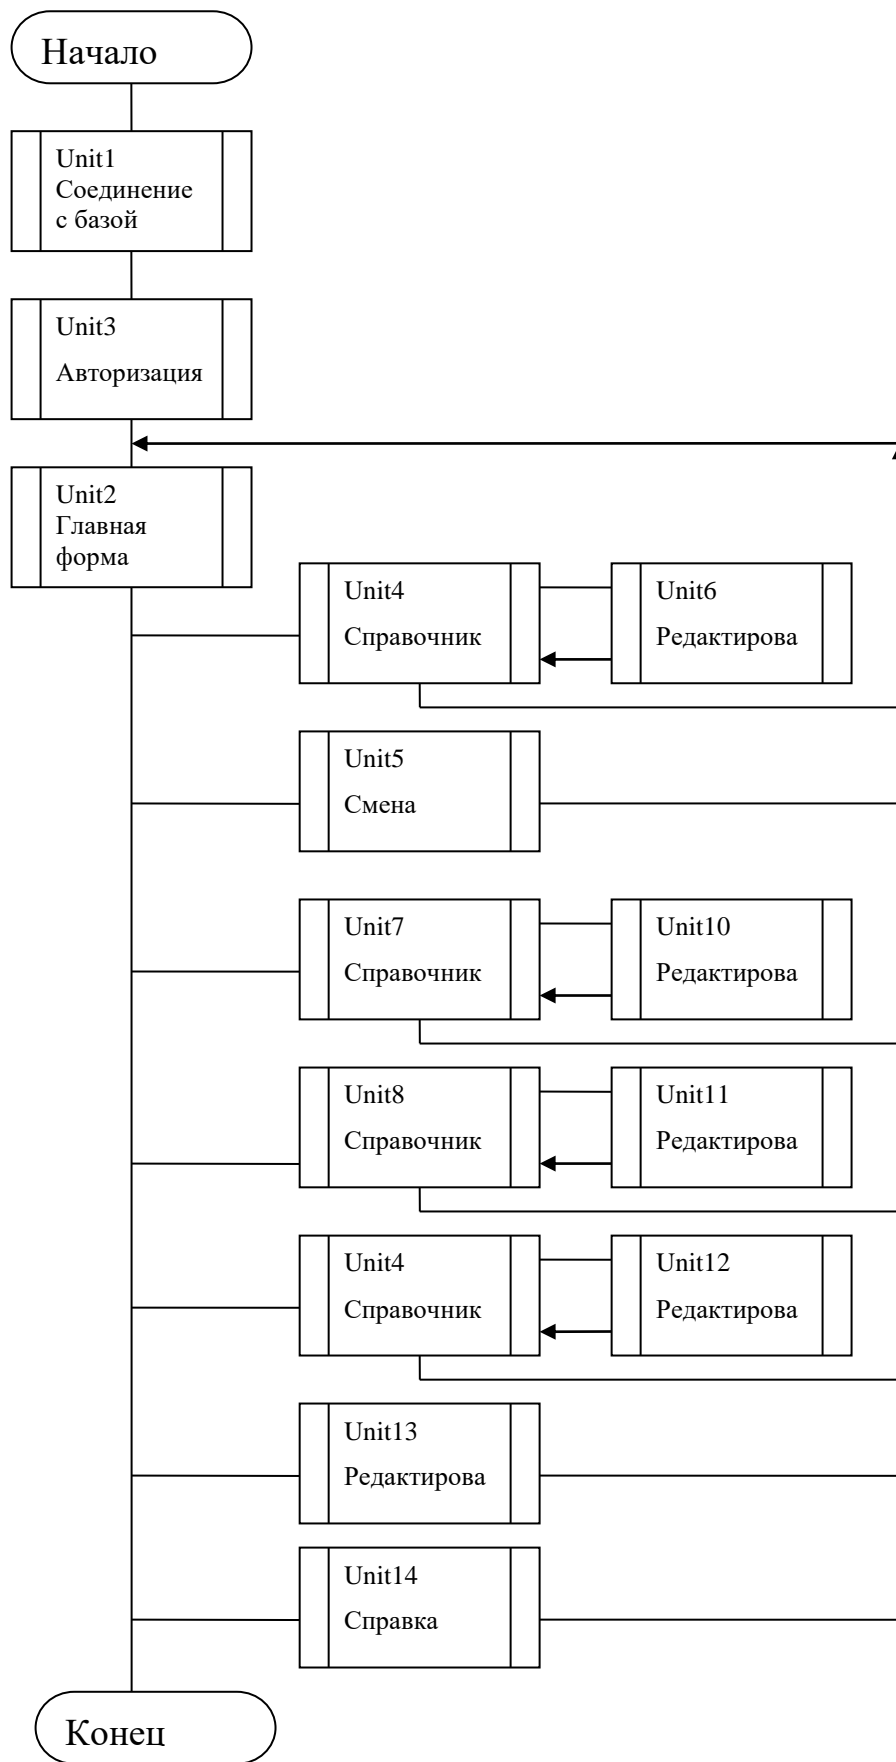 Начало
Unit1
Соединение
с базой
Unit3
Авторизация
Unit2
Главная
форма
Unit4
Справочник
Unit6
Редактирова
Unit5
Смена
Unit7
Справочник
Unit10
Редактирова
Unit8
Справочник
Unit11
Редактирова
Unit4
Справочник
Unit12
Редактирова
Unit13
Редактирова
Unit14
Справка
Конец